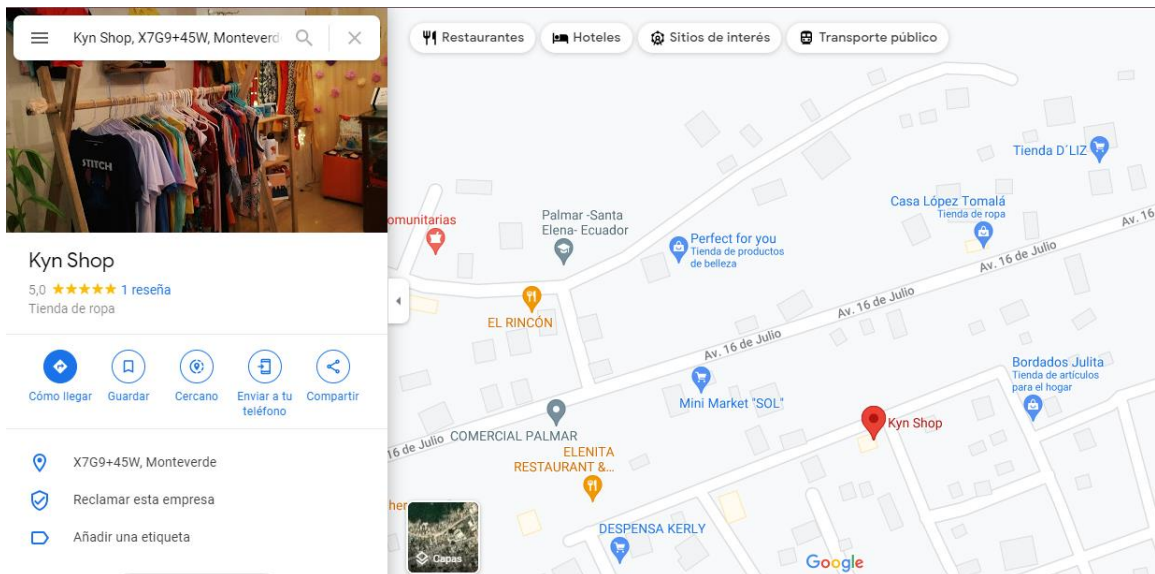 Kyn Shop, X7G9+45W, Monteverd
STITCH
Kyn Shop
5,0
1 reseña
Tienda de ropa
Cómo llegar
Guardar
Cercano
Enviar a tu
teléfono
Compartir
X7G9+45W, Monteverde
Reclamar esta empresa
Añadir una etiqueta
Restaurantes
Hoteles
Sitios de interés
Transporte público
Tienda D´LIZ
Casa López Tomalá
Tienda de ropa
Av. 16
omunitarias
Palmar -Santa
Elena- Ecuador
Perfect for you
Tienda de productos
de belleza
Av. 16 de Julio
Av. 16 de Julio
EL RINCÓN
Av. 16 de Julio
Bordados Julita
Tienda de artículos
para el hogar
Mini Market "SOL"
Kyn Shop
16 de Julio
COMERCIAL PALMAR
ELENITA
RESTAURANT &...
her
DESPENSA KERLY
Capas
Google